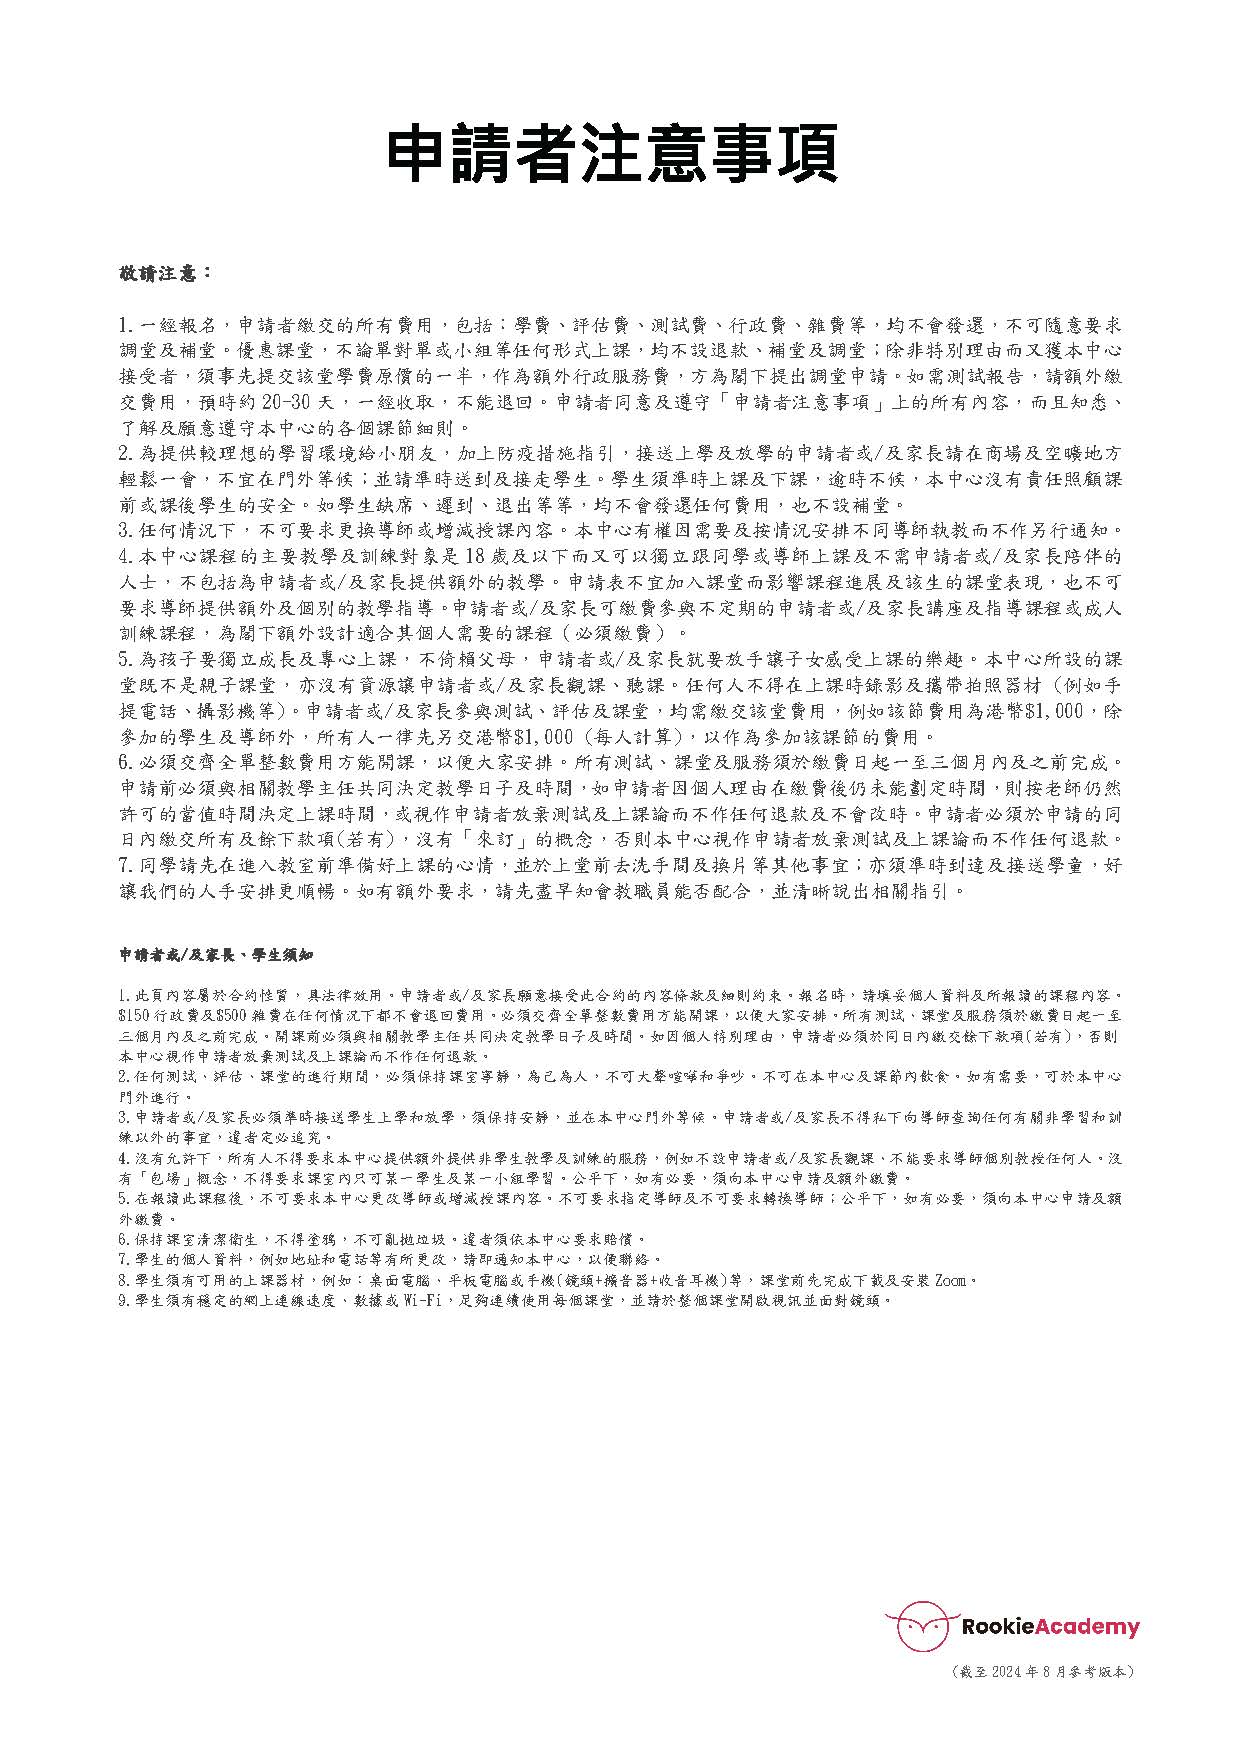 申請者注意事項
敬請注意：
1.一經報名，申請者繳交的所有費用，包括：學費、評估費、測試費、行政費、雜費等，均不會發還，不可隨意要求
調堂及補堂。優惠課堂，不論單對單或小組等任何形式上課，均不設退款、補堂及調堂；除非特別理由而又獲本中心
接受者，須事先提交該堂學費原價的一半，作為額外行政服務費，方為閣下提出調堂申請。如需測試報告，請額外繳
交費用，預時約 20-30 天，一經收取，不能退回。申請者同意及遵守「申請者注意事項」上的所有內容，而且知悉、
了解及願意遵守本中心的各個課節細則。
2.為提供較理想的學習環境給小朋友，加上防疫措施指引，接送上學及放學的申請者或/及家長請在商場及空曠地方
輕鬆一會，不宜在門外等候；並請準時送到及接走學生。學生須準時上課及下課，逾時不候，本中心沒有責任照顧課
前或課後學生的安全。如學生缺席、遲到、退出等等，均不會發還任何費用，也不設補堂。
3.任何情況下，不可要求更換導師或增減授課內容。本中心有權因需要及按情況安排不同導師執教而不作另行通知。
4.本中心課程的主要教學及訓練對象是 18 歲及以下而又可以獨立跟同學或導師上課及不需申請者或/及家長陪伴的
人士，不包括為申請者或/及家長提供額外的教學。申請表不宜加入課堂而影響課程進展及該生的課堂表現，也不可
要求導師提供額外及個別的教學指導。申請者或/及家長可繳費參與不定期的申請者或/及家長講座及指導課程或成人
訓練課程，為閣下額外設計適合其個人需要的課程（必須繳費）。
5.為孩子要獨立成長及專心上課，不倚賴父母，申請者或/及家長就要放手讓子女感受上課的樂趣。本中心所設的課
堂既不是親子課堂，亦沒有資源讓申請者或/及家長觀課、聽課。任何人不得在上課時錄影及攜帶拍照器材 (例如手
提電話、攝影機等)。申請者或/及家長參與測試、評估及課堂，均需繳交該堂費用，例如該節費用為港幣$1,000，除
參加的學生及導師外，所有人一律先另交港幣$1,000 (每人計算)，以作為參加該課節的費用。
6.必須交齊全單整數費用方能開課，以便大家安排。所有測試、課堂及服務須於繳費日起一至三個月內及之前完成。
申請前必須與相關教學主任共同決定教學日子及時間，如申請者因個人理由在繳費後仍未能劃定時間，則按老師仍然
許可的當值時間決定上課時間，或視作申請者放棄測試及上課論而不作任何退款及不會改時。申請者必須於申請的同
日內繳交所有及餘下款項(若有)，沒有「來訂」的概念，否則本中心視作申請者放棄測試及上課論而不作任何退款。
7.同學請先在進入教室前準備好上課的心情，並於上堂前去洗手間及換片等其他事宜；亦須準時到達及接送學童，好
讓我們的人手安排更順暢。如有額外要求，請先盡早知會教職員能否配合，並清晰說出相關指引。
申請者或/及家長、學生須知
1.此頁內容屬於合約性質，具法律效用。申請者或/及家長願意接受此合約的內容條款及細則約束。報名時，請填妥個人資料及所報讀的課程內容。
$150 行政費及$500 雜費在任何情況下都不會退回費用。必須交齊全單整數費用方能開課，以便大家安排。所有測試、課堂及服務須於繳費日起一至
三個月內及之前完成。開課前必須與相關教學主任共同決定教學日子及時間。如因個人特別理由，申請者必須於同日內繳交餘下款項(若有)，否則
本中心視作申請者放棄測試及上課論而不作任何退款。
2.任何測試、評估、課堂的進行期間，必須保持課室寧靜，為己為人，不可大聲喧嘩和爭吵。不可在本中心及課節內飲食。如有需要，可於本中心
門外進行。
3.申請者或/及家長必須準時接送學生上學和放學，須保持安靜，並在本中心門外等候。申請者或/及家長不得私下向導師查詢任何有關非學習和訓
練以外的事宜，違者定必追究。
4.沒有允許下，所有人不得要求本中心提供額外提供非學生教學及訓練的服務，例如不設申請者或/及家長觀課、不能要求導師個別教授任何人。沒
有「包場」概念，不得要求課室內只可某一學生及某一小組學習。公平下，如有必要，須向本中心申請及額外繳費。
5.在報讀此課程後，不可要求本中心更改導師或增減授課內容。不可要求指定導師及不可要求轉換導師；公平下，如有必要，須向本中心申請及額
外繳費。
6.保持課室清潔衛生，不得塗鴉，不可亂拋垃圾。違者須依本中心要求賠償。
7.學生的個人資料，例如地址和電話等有所更改，請即通知本中心，以便聯絡。
8.學生須有可用的上課器材，例如：桌面電腦、平板電腦或手機(鏡頭+擴音器+收音耳機)等，課堂前先完成下載及安裝 Zoom。
9.學生須有穩定的網上連線速度、數據或 Wi-Fi，足夠連續使用每個課堂，並請於整個課堂開啟視訊並面對鏡頭。
RookieAcademy
（截至 2024 年 8 月參考版本）